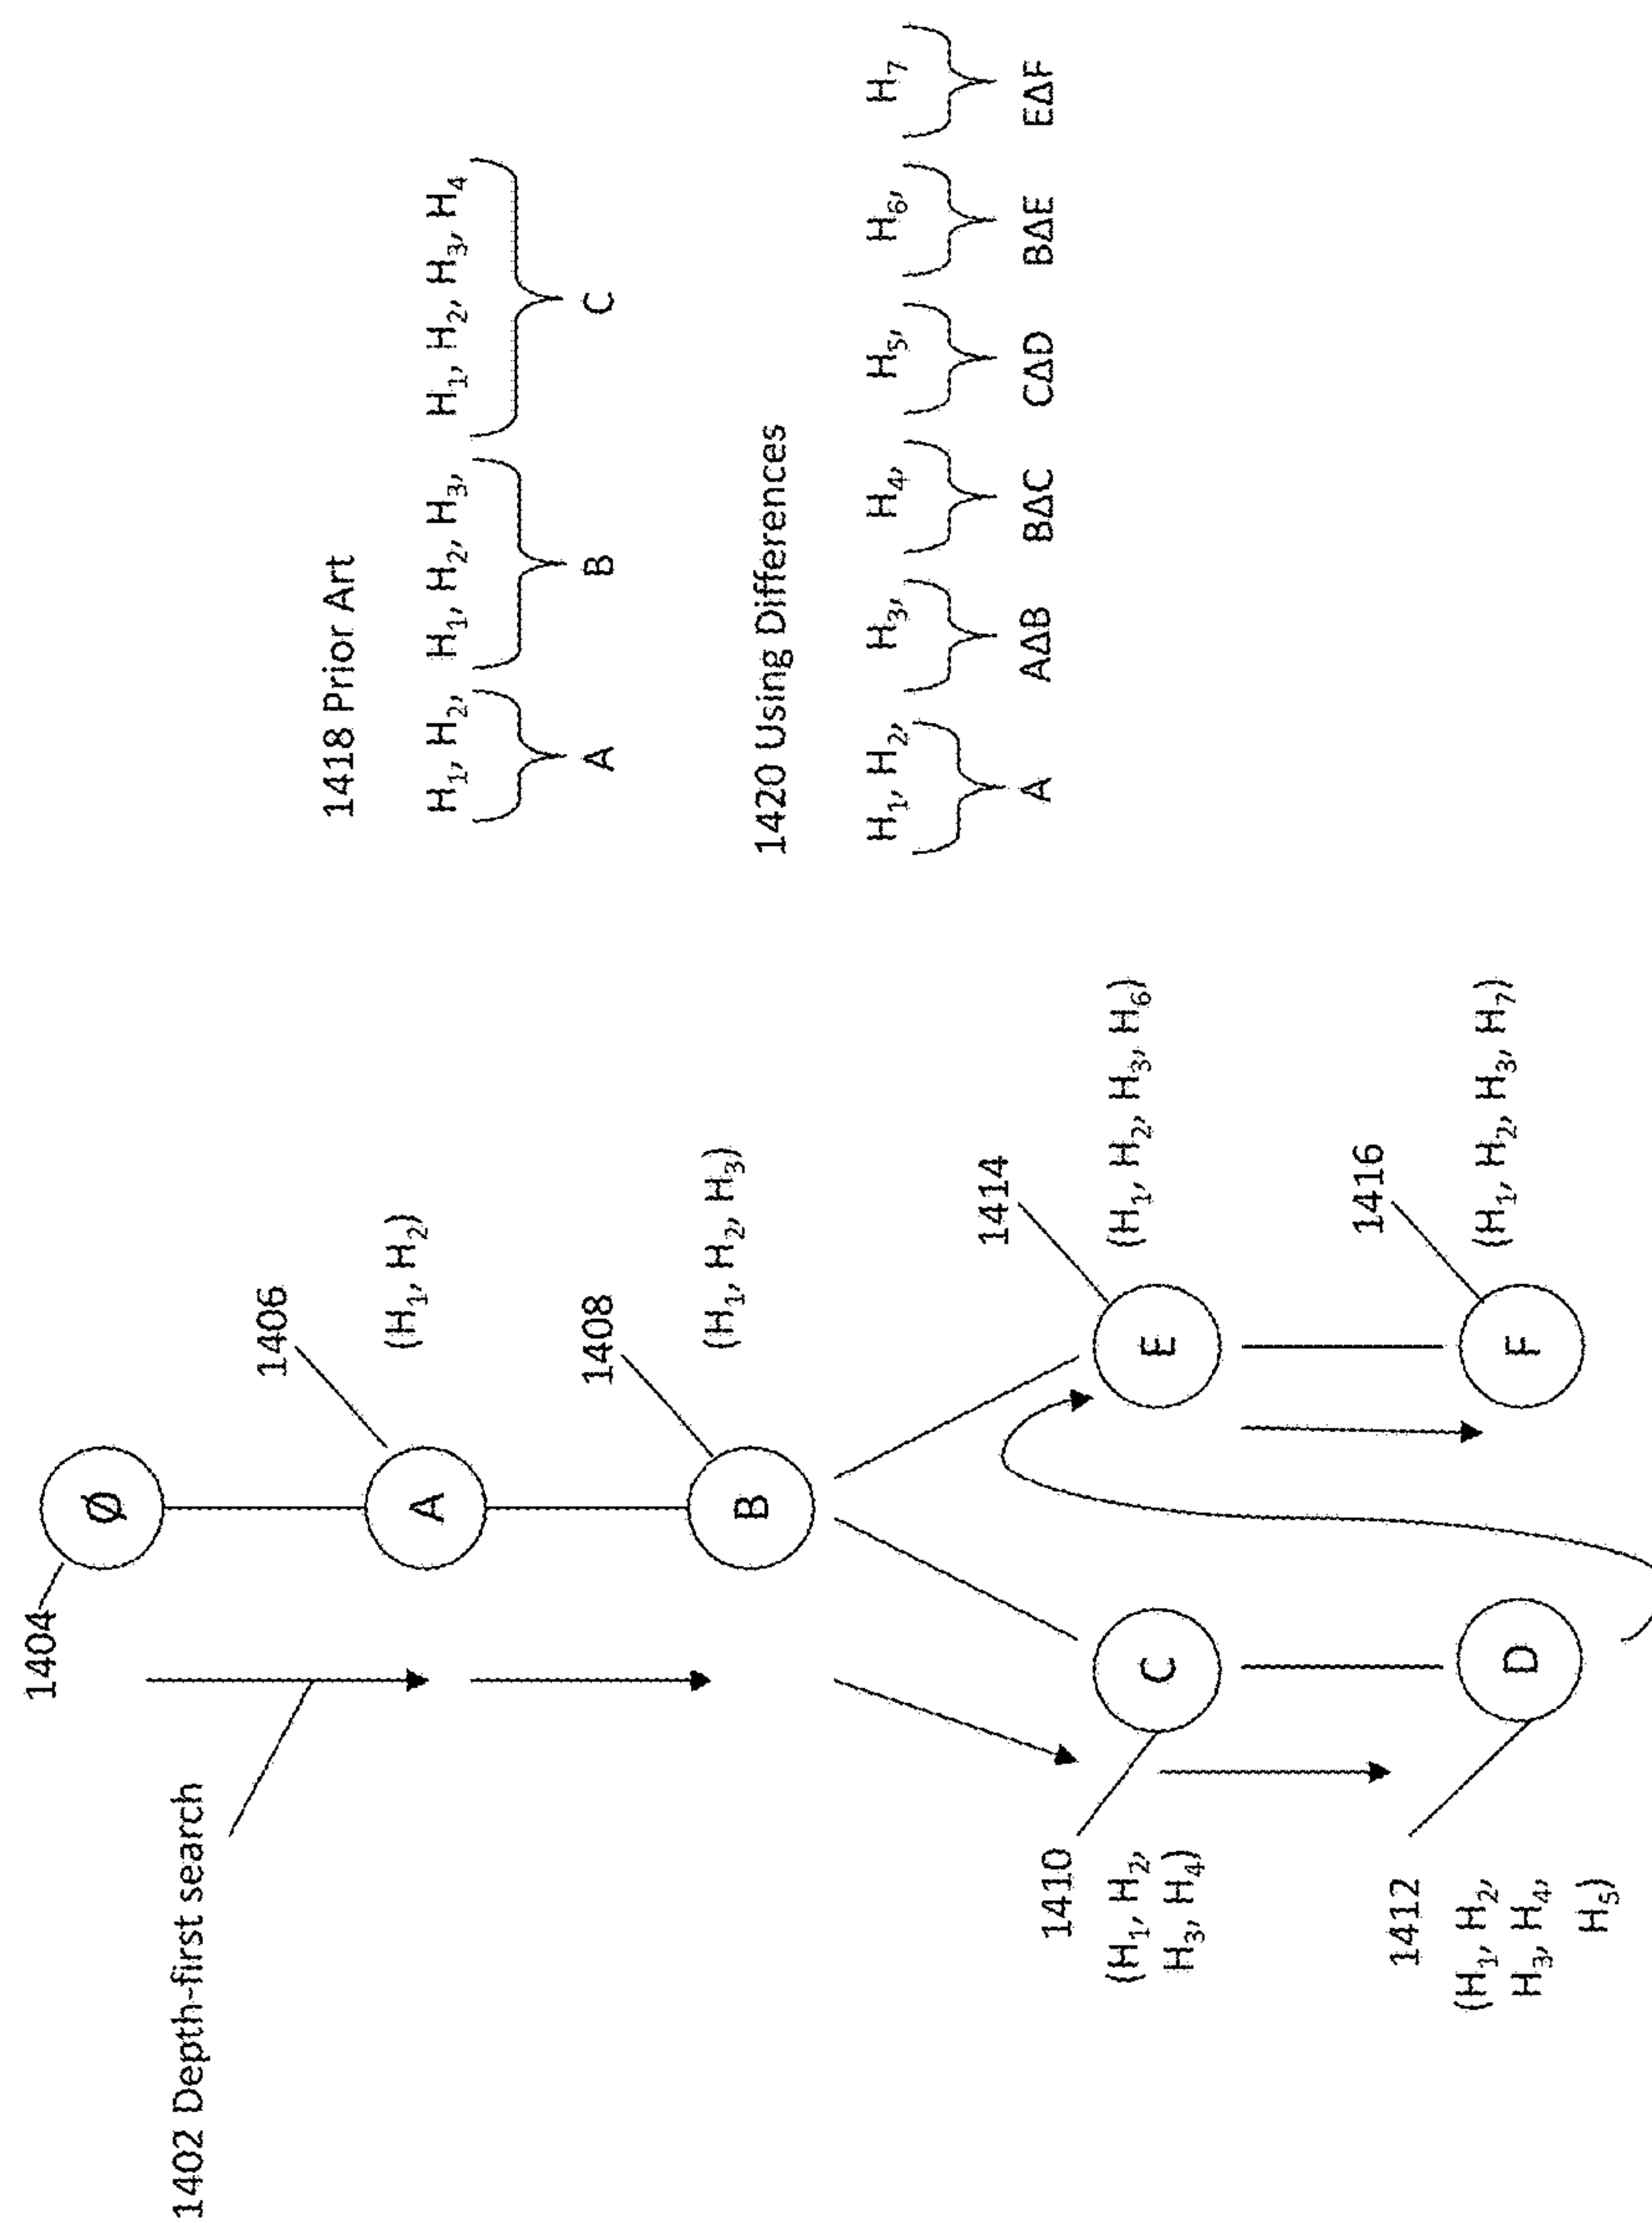 1404
Ø
1402 Depth-first search
1406
A
(H₁, H₂)
1408
B
(H₁, H₂, H₃)
1410
(H₁, H₂,
H₃, H₄)
C
1414
E
(H₁, H₂, H₃, H₆)
1412
(H₁, H₂,
H₃, H₄,
H₅)
D
1416
F
(H₁, H₂, H₃, H₇)
1418 Prior Art
H₁, H₂, H₁, H₂, H₃, H₁, H₂, H₃, H₄
A B C
1420 Using Differences
H₁, H₂, H₃, H₄, H₅, H₆, H₇
A AΔB BΔC CΔD BΔE EΔF